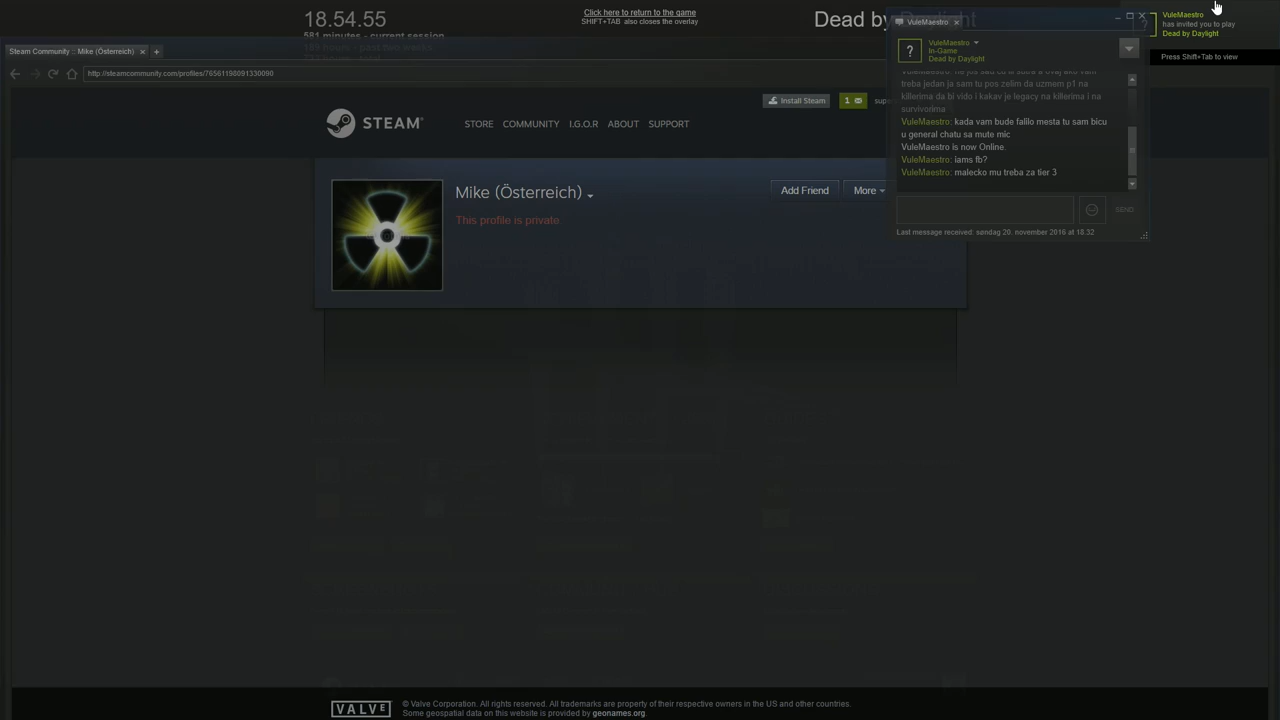 18.54.55
581 minutes - current session
Click here to return to the game
SHIFT+TAB also closes the overlay
Dead by Daylight
VuleMaestro
has invited you to play
Dead by Daylight
Press Shift+Tab to view
VuleMaestro
VuleMaestro
In-Game
Dead by Daylight
Steam Community :: Mike (Österreich)
http://steamcommunity.com/profiles/76561198091330090
Install Steam
1
STEAM
STORE COMMUNITY I.G.O.R ABOUT SUPPORT
treba jedan ja sam tu pos zelim da uzmem p1 na
killerima da bi vido i kakav je legacy na killerima i na
survivorima
VuleMaestro: kada vam bude falilo mesta tu sam bicu
u general chatu sa mute mic
VuleMaestro is now Online.
VuleMaestro: iams fb?
VuleMaestro: malecko mu treba za tier 3
SEND
Last message received: søndag 20. november 2016 at 18.32
Mike (Österreich)
This profile is private.
Add Friend
More
VALVE
© Valve Corporation. All rights reserved. All trademarks are property of their respective owners in the US and other countries.
Some geospatial data on this website is provided by geonames.org.